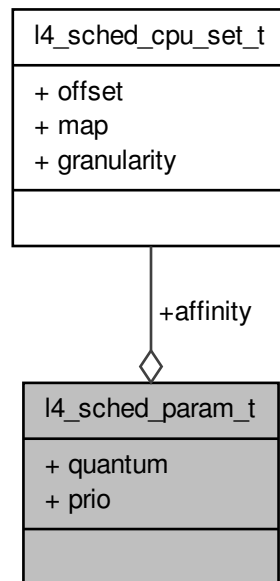 l4_sched_cpu_set_t
+ offset
+ map
+ granularity
+affinity
l4_sched_param_t
+ quantum
+ prio